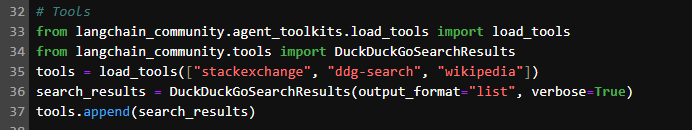 32 # Tools
33 from langchain_community.agent_toolkits.load_tools import load_tools
34 from langchain_community.tools import DuckDuckGoSearchResults
35 tools = load_tools(["stackexchange", "ddg-search", "wikipedia"])
36 search_results = DuckDuckGoSearchResults(output_format="list", verbose=True)
37 tools.append(search_results)